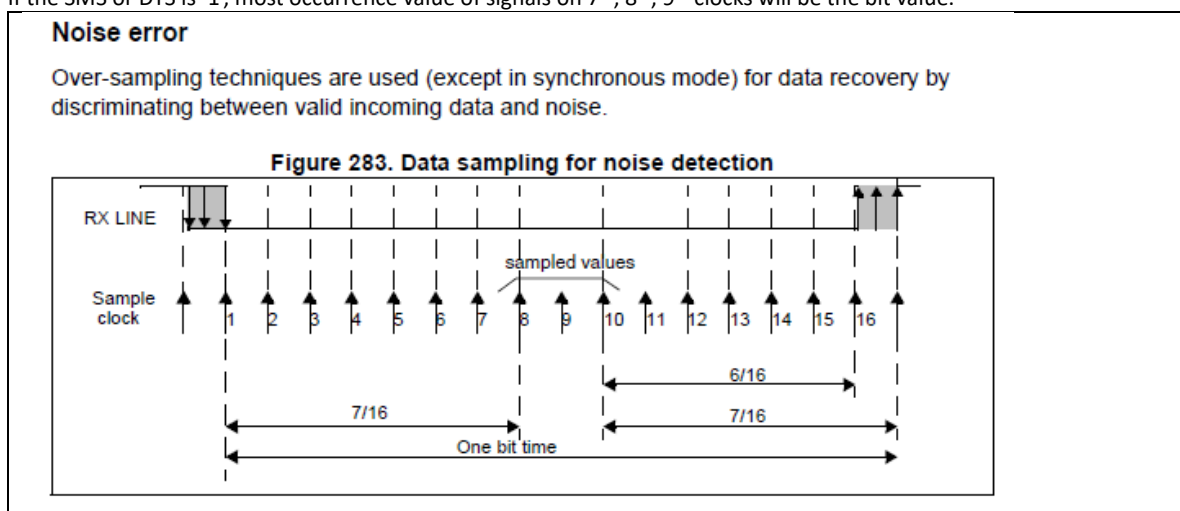 If the SMS or DTS is ‘1’, most occurrence value of signals on 7th, 8th, 9th clocks will be the bit value.
Noise error
Over-sampling techniques are used (except in synchronous mode) for data recovery by
discriminating between valid incoming data and noise.
Figure 283. Data sampling for noise detection
RX LINE
sampled values
Sample
clock
1 2 3 4 5 6 7 8 9 10 11 12 13 14 15 16
6/16
7/16 7/16
One bit time